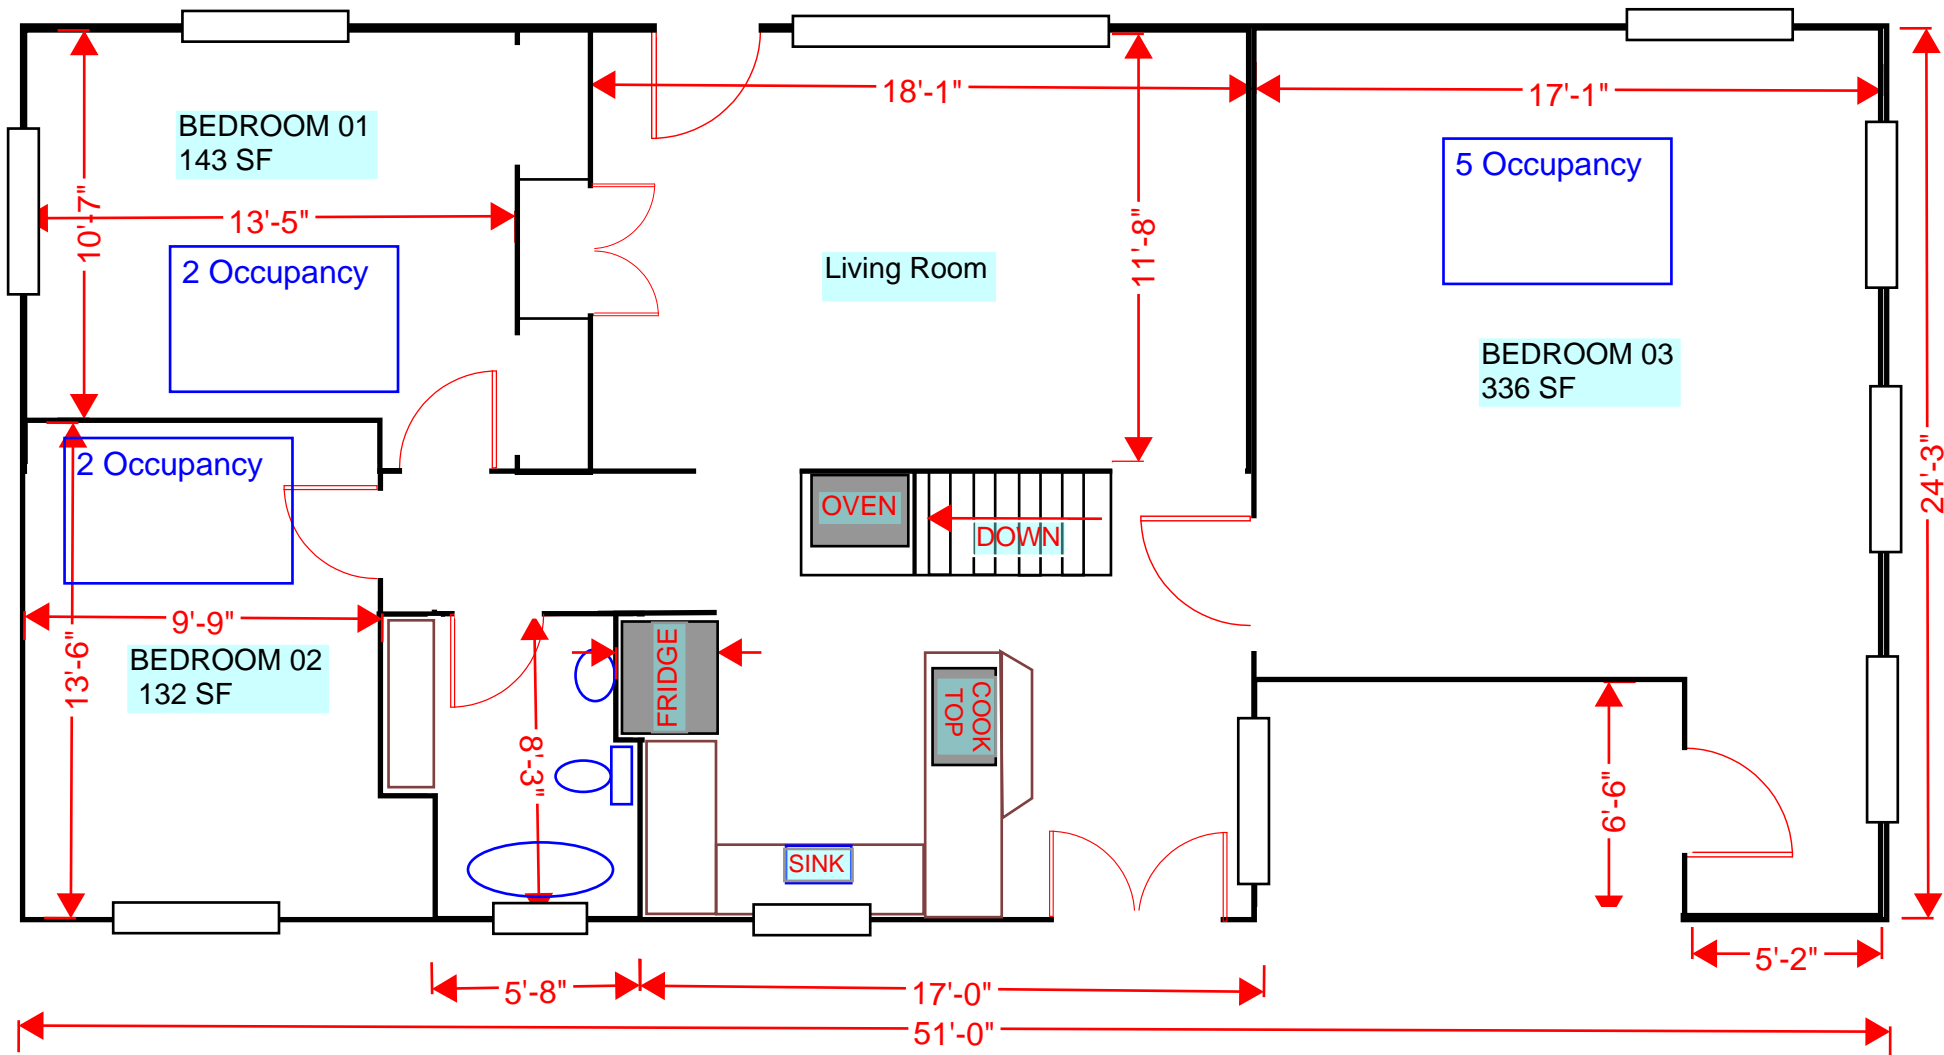 18'-1"
17'-1"
BEDROOM 01
143 SF
5 Occupancy
10'-7"
13'-5"
11'-8"
2 Occupancy
Living Room
BEDROOM 03
336 SF
2 Occupancy
24'-3"
OVEN
DOWN
9'-9"
BEDROOM 02
132 SF
13'-6"
FRIDGE
COOK
TOP
8'-3"
6'-6"
SINK
5'-2"
5'-8"
17'-0"
51'-0"